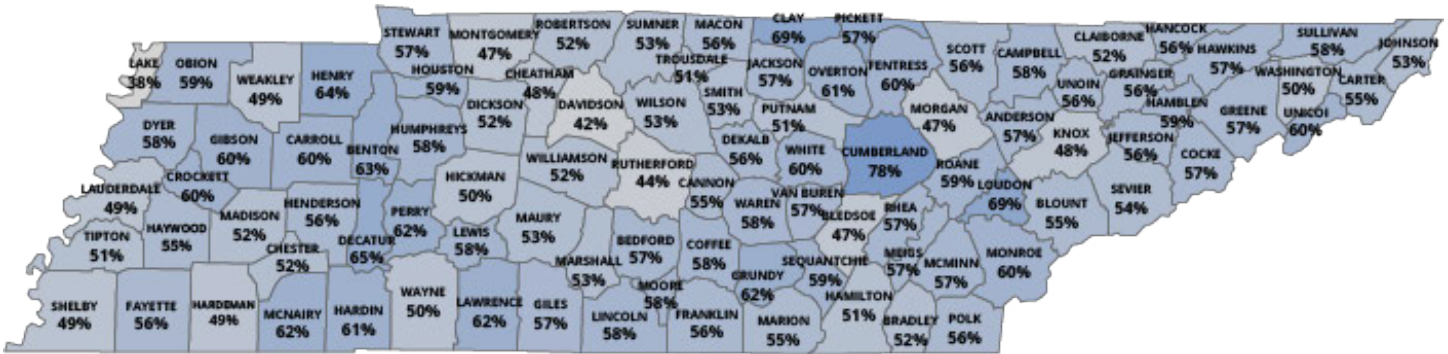 STEWART
57%
MONTGOMERY
47%
ROBERTSON
52%
SUMNER
53%
MACON
56%
CLAY
69%
PICKETT
57%
SCOTT
56%
CAMPBELL
58%
CLAIBORNE
52%
HANCOCK
56%
HAWKINS
57%
SULLIVAN
58%
JOHNSON
53%
LAKE
38%
OBION
59%
WEAKLEY
49%
HENRY
64%
HOUSTON
59%
CHEATHAM
48%
TROUSDALE
51%
JACKSON
57%
OVERTON
61%
FENTRESS
60%
UNOIN
56%
GRAINGER
56%
WASHINGTON
50%
CARTER
55%
DICKSON
52%
DAVIDSON
42%
WILSON
53%
SMITH
53%
PUTNAM
51%
MORGAN
47%
ANDERSON
57%
KNOX
48%
HAMBLEN
59%
GREENE
57%
UNICOI
60%
DYER
58%
GIBSON
60%
CARROLL
60%
BENTON
63%
HUMPHREYS
58%
WILLIAMSON
52%
RUTHERFORD
44%
DEKALB
56%
WHITE
60%
CUMBERLAND
78%
ROANE
59%
LOUDON
69%
JEFFERSON
56%
COCKE
57%
CROCKETT
60%
LAUDERDALE
49%
HICKMAN
50%
CANNON
55%
VAN BUREN
57%
BLEDSOE
47%
RHEA
57%
BLOUNT
55%
SEVIER
54%
TIPTON
51%
HAYWOOD
55%
MADISON
52%
HENDERSON
56%
DECATUR
65%
PERRY
62%
LEWIS
58%
MAURY
53%
BEDFORD
57%
COFFEE
58%
WAREN
58%
SEQUANTCHIE
59%
MEIGS
57%
MCMINN
57%
MONROE
60%
CHESTER
52%
MARSHALL
53%
MOORE
58%
GRUNDY
62%
HAMILTON
51%
SHELBY
49%
FAYETTE
56%
HARDEMAN
49%
MCNAIRY
62%
HARDIN
61%
WAYNE
50%
LAWRENCE
62%
GILES
57%
LINCOLN
58%
FRANKLIN
56%
MARION
55%
BRADLEY
52%
POLK
56%